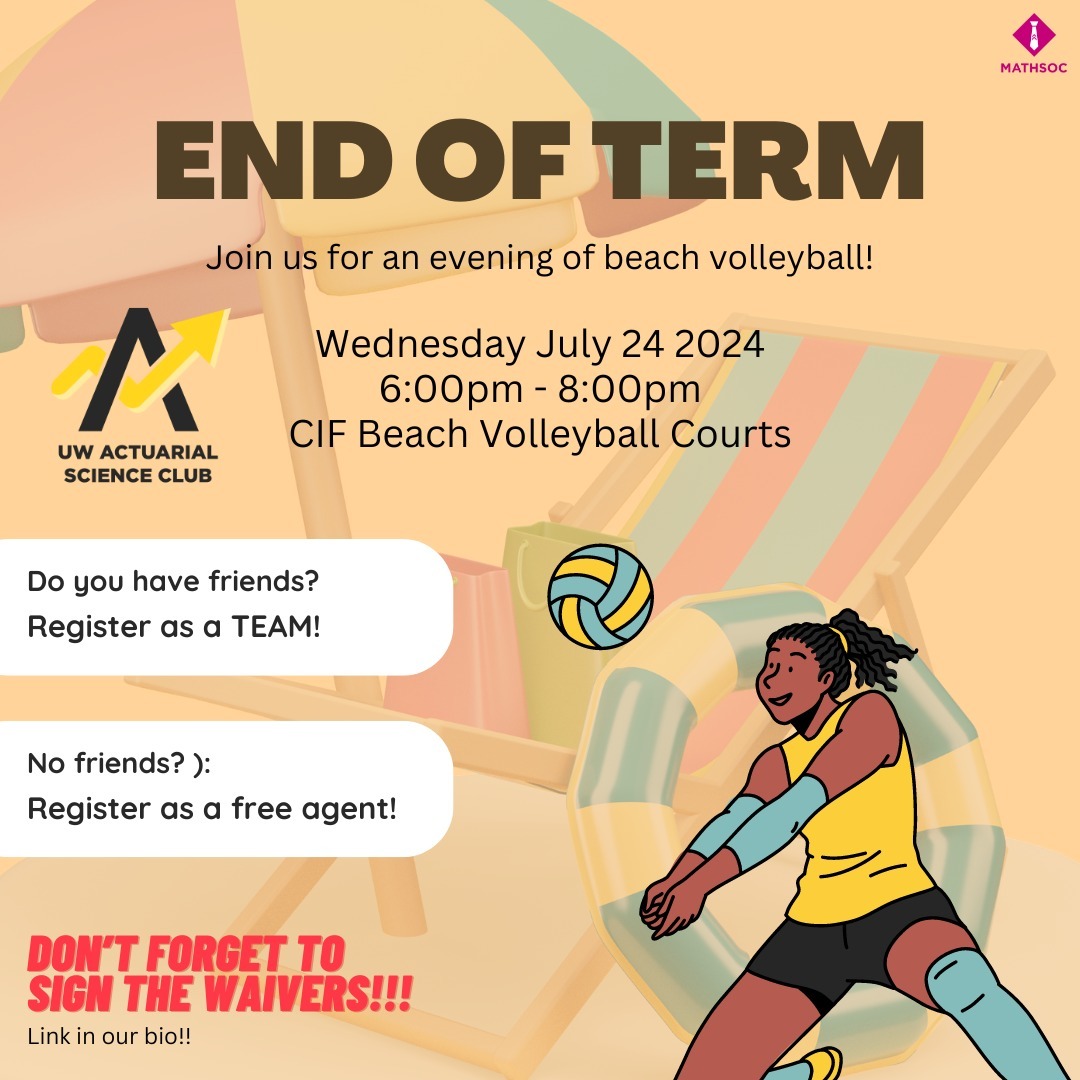 MATHSOC
END OF TERM
Join us for an evening of beach volleyball!
Wednesday July 24 2024
6:00pm - 8:00pm
CIF Beach Volleyball Courts
UW ACTUARIAL
SCIENCE CLUB
Do you have friends?
Register as a TEAM!
No friends? ):
Register as a free agent!
DON'T FORGET TO
SIGN THE WAIVERS!!!
Link in our bio!!